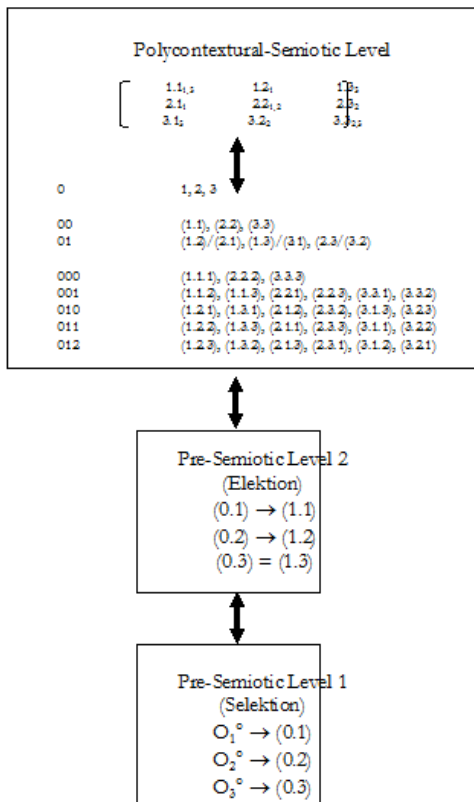 Polycontextural-Semiotic Level
1.1₁,₃ 1.2₁ 1.3₃
2.1₁ 2.2₁,₂ 2.3₂
3.1₃ 3.2₂ 3.3₂,₃
0 1, 2, 3
00 (1.1), (2.2), (3.3)
01 (1.2)/(2.1), (1.3)/(3.1), (2.3/(3.2)
000 (1.1.1), (2.2.2), (3.3.3)
001 (1.1.2), (1.1.3), (2.2.1), (2.2.3), (3.3.1), (3.3.2)
010 (1.2.1), (1.3.1), (2.1.2), (2.3.2), (3.1.3), (3.2.3)
011 (1.2.2), (1.3.3), (2.1.1), (2.3.3), (3.1.1), (3.2.2)
012 (1.2.3), (1.3.2), (2.1.3), (2.3.1), (3.1.2), (3.2.1)
Pre-Semiotic Level 2
(Elektion)
(0.1) → (1.1)
(0.2) → (1.2)
(0.3) = (1.3)
Pre-Semiotic Level 1
(Selektion)
O₁° → (0.1)
O₂° → (0.2)
O₃° → (0.3)